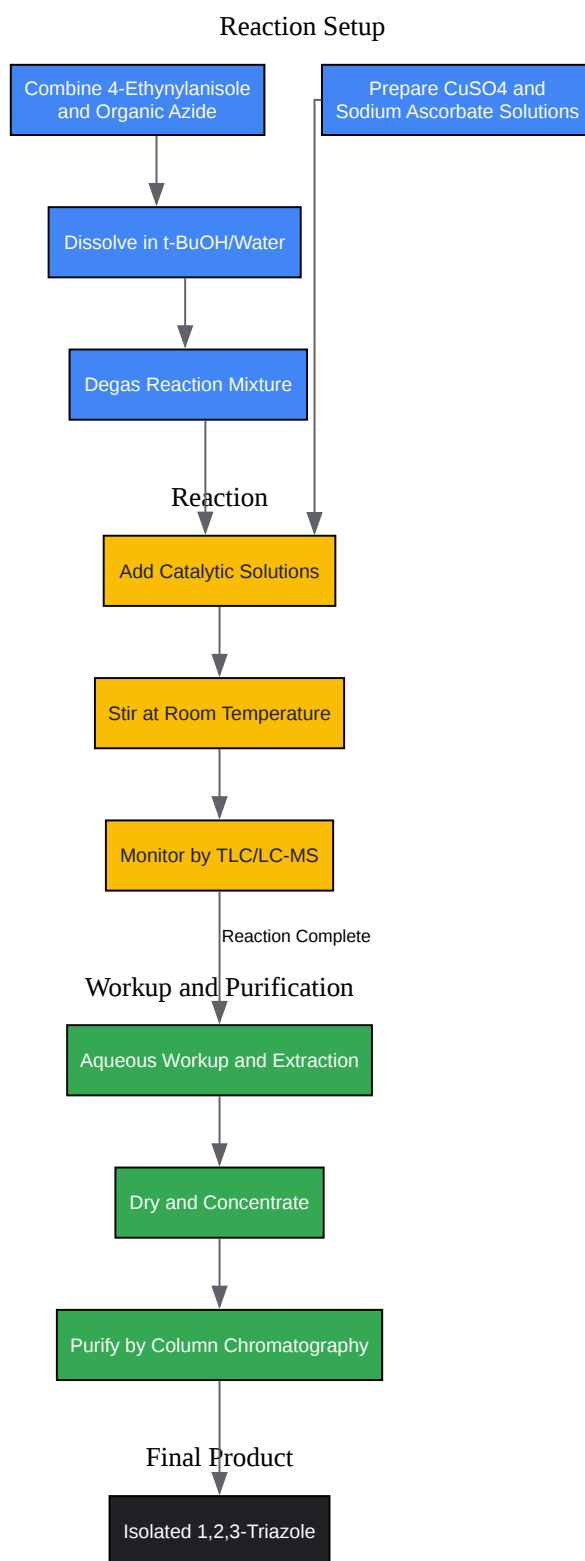 Reaction Setup
Combine 4-Ethynylanisole
and Organic Azide
Prepare CuSO4 and
Sodium Ascorbate Solutions
Dissolve in t-BuOH/Water
Degas Reaction Mixture
Reaction
Add Catalytic Solutions
Stir at Room Temperature
Monitor by TLC/LC-MS
Reaction Complete
Workup and Purification
Aqueous Workup and Extraction
Dry and Concentrate
Purify by Column Chromatography
Final Product
Isolated 1,2,3-Triazole